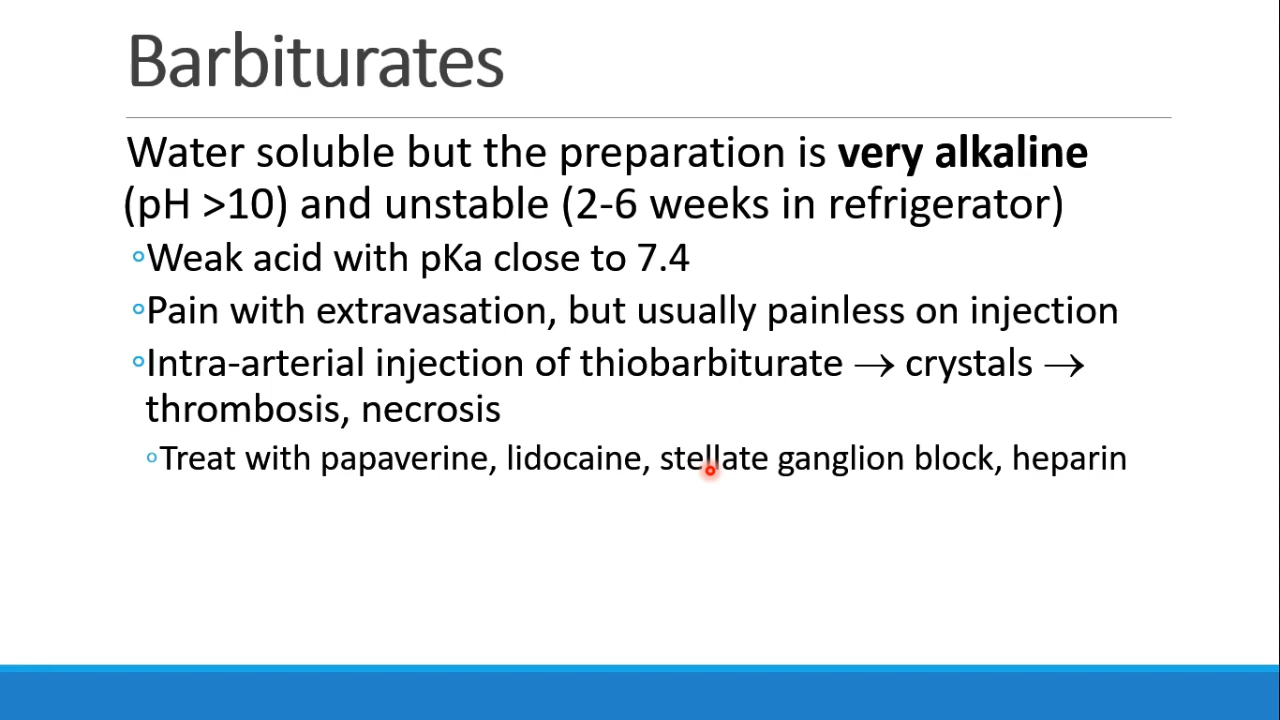 Barbiturates
Water soluble but the preparation is very alkaline
(pH >10) and unstable (2-6 weeks in refrigerator)
◦Weak acid with pKa close to 7.4
◦Pain with extravasation, but usually painless on injection
◦Intra-arterial injection of thiobarbiturate → crystals →
thrombosis, necrosis
◦Treat with papaverine, lidocaine, stellate ganglion block, heparin